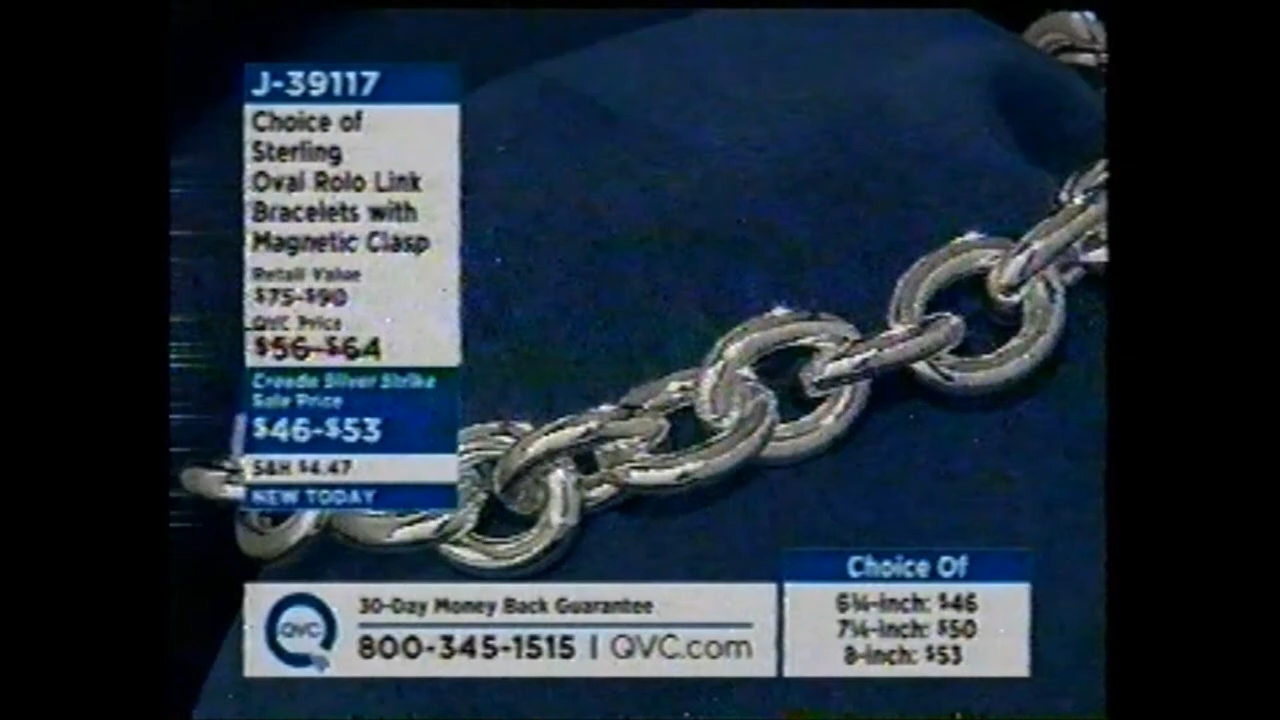 J-39117
Choice of
Sterling
Oval Rolo Link
Bracelets with
Magnetic Clasp
Retail Value
$75-$90
QVC Price
$56-$64
Creede Silver Strike
Sale Price
$46-$53
S&H $4.47
NEW TODAY
QVC
30-Day Money Back Guarantee
800-345-1515 | QVC.com
Choice Of
6¾-inch: $46
7¼-inch: $50
8-inch: $53